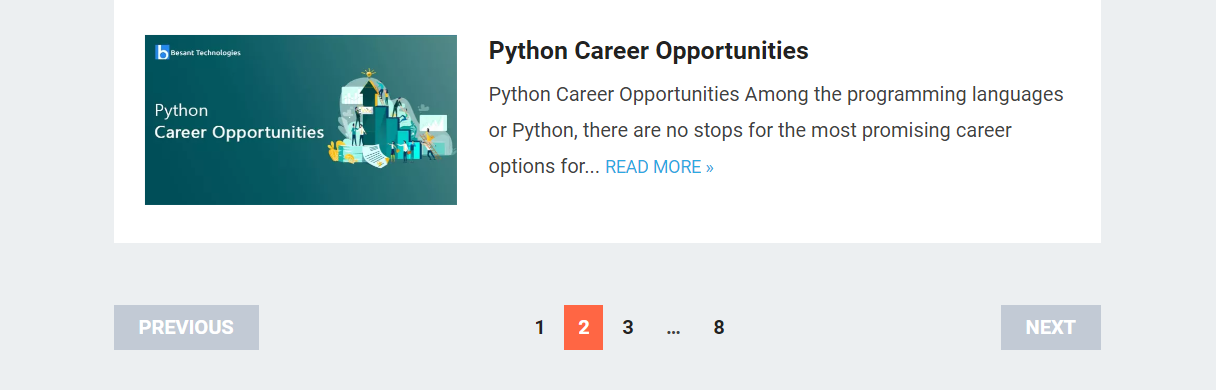 Besant Technologies
Python
Career Opportunities
Python Career Opportunities
Python Career Opportunities Among the programming languages
or Python, there are no stops for the most promising career
options for... READ MORE »
PREVIOUS 1 2 3 ... 8 NEXT